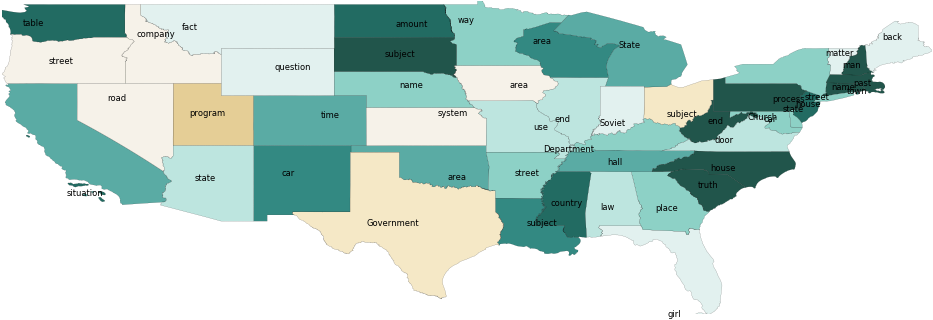 table
street
company
fact
question
road
program
state
situation
car
time
Government
amount
subject
name
system
area
way
area
use
street
subject
area
State
end
Soviet
Department
hall
country
law
place
girl
truth
house
door
end
subject
Church
car
state
process
house
street
name
town
past
man
matter
back